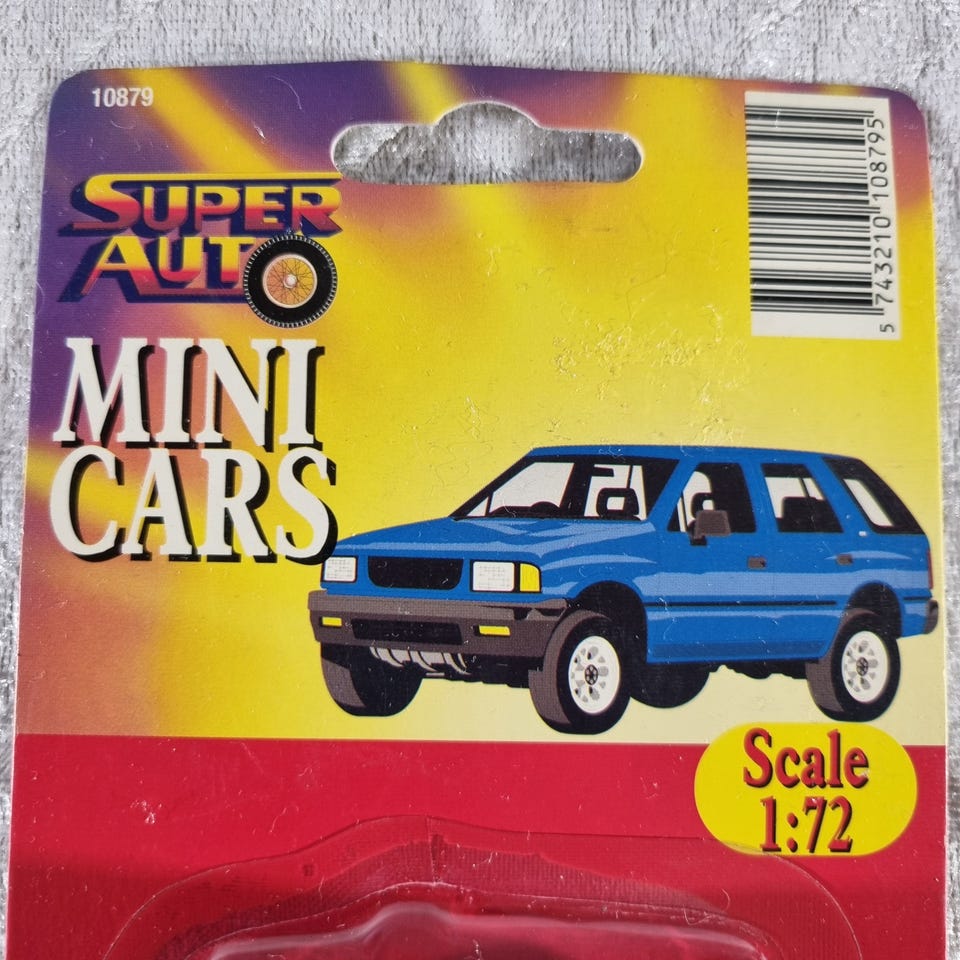 10879
SUPER
AUTO
MINI
CARS
5 743210 108795
Scale
1:72